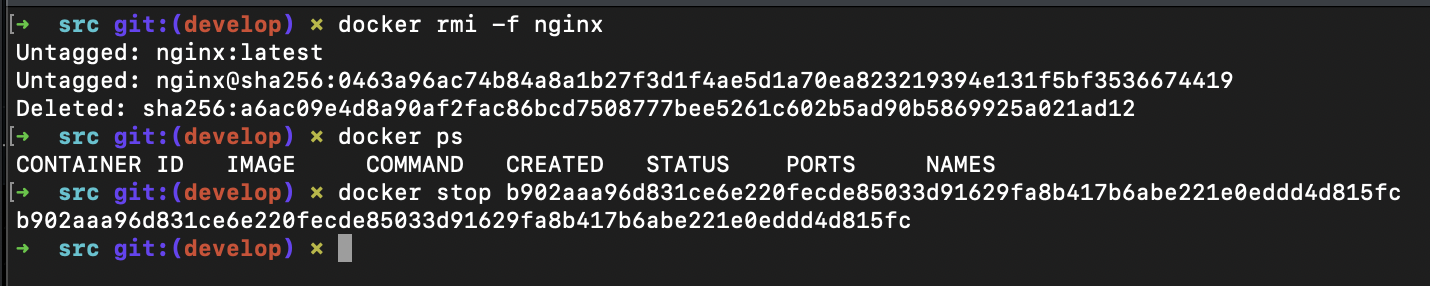 [➜  src git:(develop) ✗ docker rmi -f nginx
Untagged: nginx:latest
Untagged: nginx@sha256:0463a96ac74b84a8a1b27f3d1f4ae5d1a70ea823219394e131f5bf3536674419
Deleted: sha256:a6ac09e4d8a90af2fac86bcd7508777bee5261c602b5ad90b5869925a021ad12
[➜  src git:(develop) ✗ docker ps
CONTAINER ID   IMAGE     COMMAND   CREATED   STATUS    PORTS     NAMES
[➜  src git:(develop) ✗ docker stop b902aaa96d831ce6e220fecde85033d91629fa8b417b6abe221e0eddd4d815fc
b902aaa96d831ce6e220fecde85033d91629fa8b417b6abe221e0eddd4d815fc
➜  src git:(develop) ✗